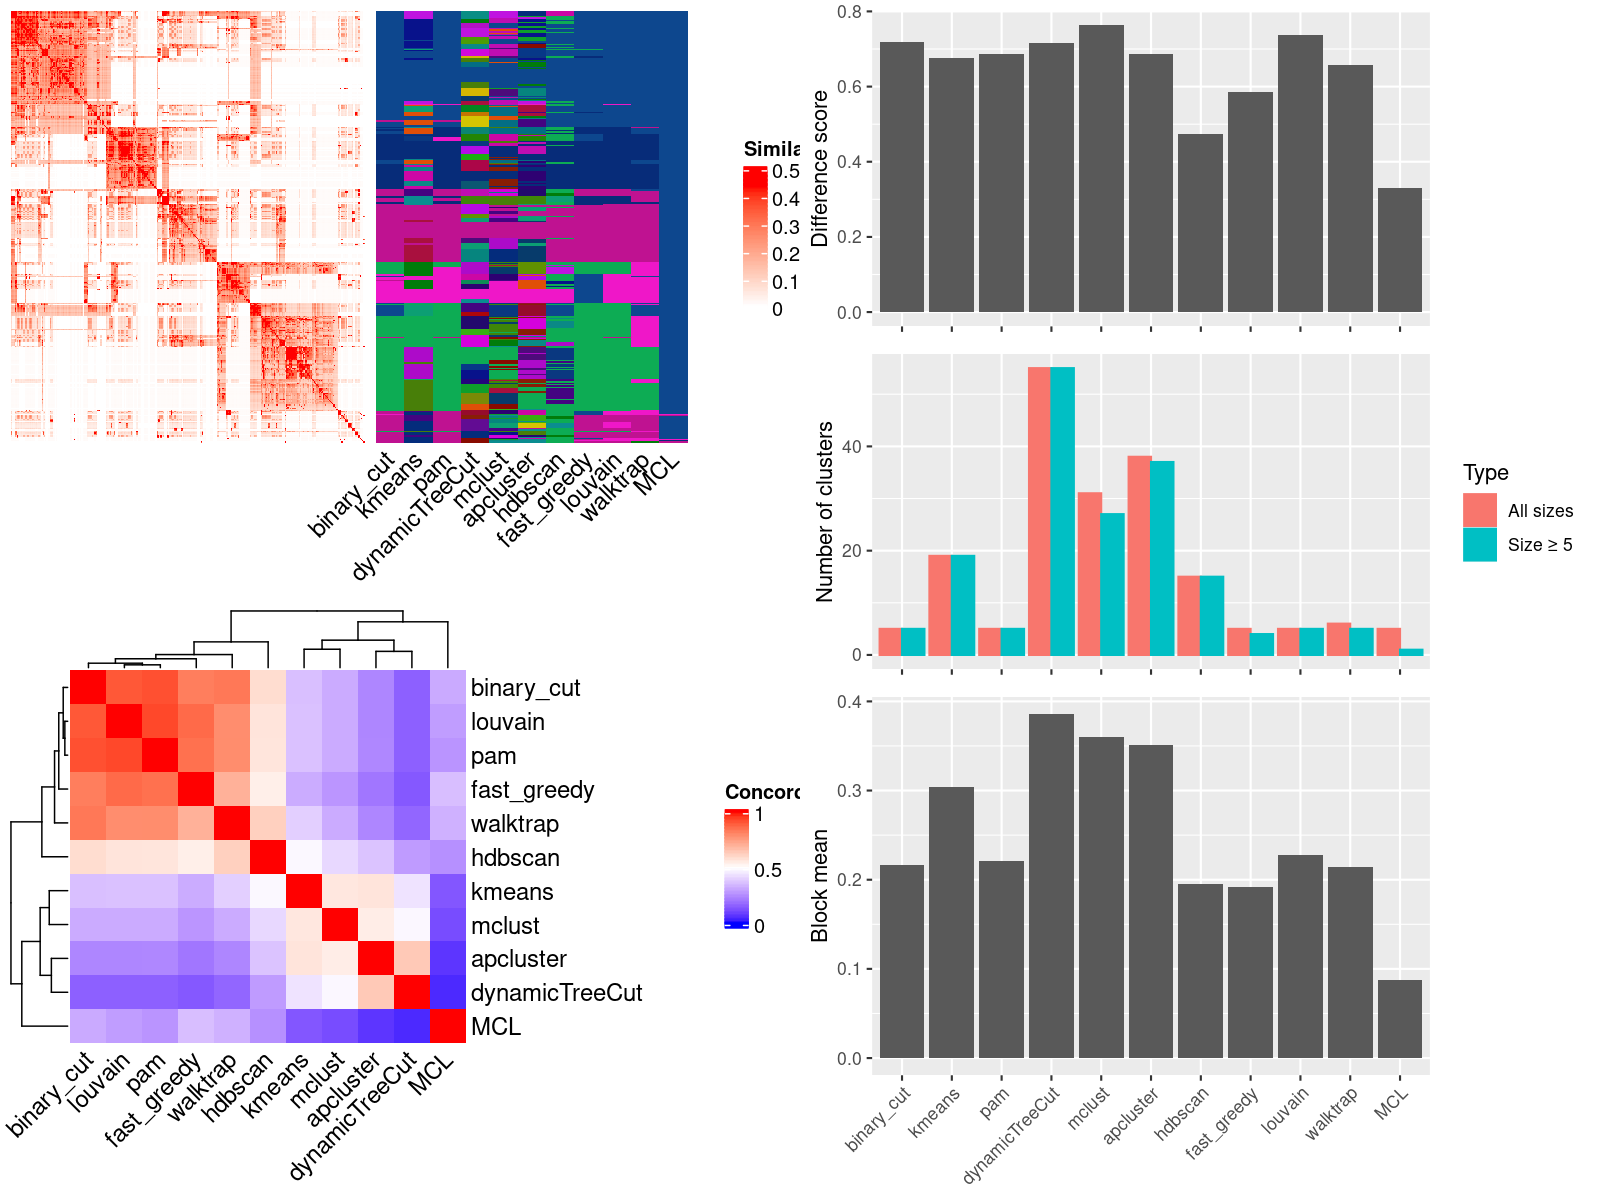 Simila
0.5
0.4
0.3
0.2
0.1
0
binary_cut
kmeans
pam
dynamicTreeCut
mclust
apcluster
hdbscan
fast_greedy
louvain
walktrap
MCL
binary_cut
louvain
pam
fast_greedy
walktrap
hdbscan
kmeans
mclust
apcluster
dynamicTreeCut
MCL
binary_cut
louvain
pam
fast_greedy
walktrap
hdbscan
kmeans
mclust
apcluster
dynamicTreeCut
MCL
Concord
1
0.5
0
Difference score
0.8
0.6
0.4
0.2
0.0
Number of clusters
40
20
0
Type
All sizes
Size ≥ 5
Block mean
0.4
0.3
0.2
0.1
0.0
binary_cut
kmeans
pam
dynamicTreeCut
mclust
apcluster
hdbscan
fast_greedy
louvain
walktrap
MCL